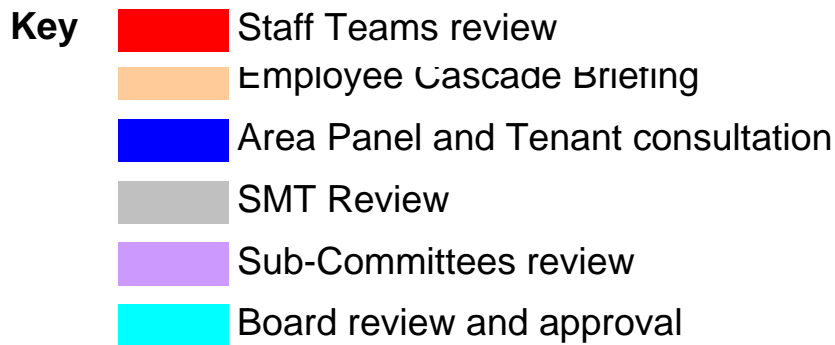 Key Staff Teams review
Employee Cascade Briefing
Area Panel and Tenant consultation
SMT Review
Sub-Committees review
Board review and approval